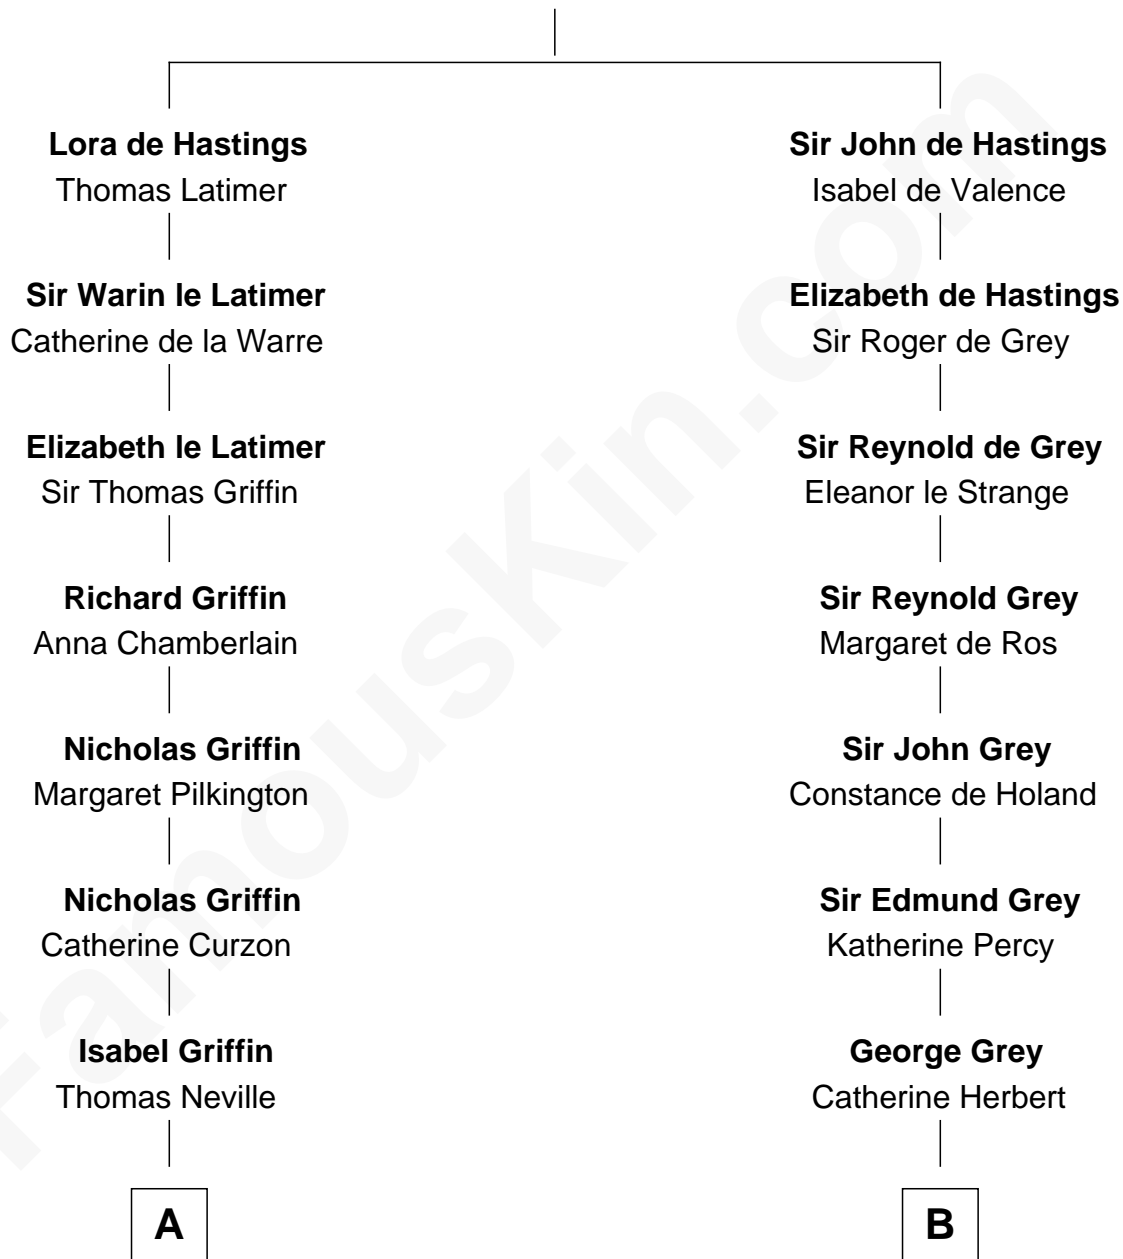 Lora de Hastings
Thomas Latimer
Sir John de Hastings
Isabel de Valence
Sir Warin le Latimer
Catherine de la Warre
Elizabeth de Hastings
Sir Roger de Grey
Elizabeth le Latimer
Sir Thomas Griffin
Sir Reynold de Grey
Eleanor le Strange
Richard Griffin
Anna Chamberlain
Sir Reynold Grey
Margaret de Ros
Nicholas Griffin
Margaret Pilkington
Sir John Grey
Constance de Holand
Nicholas Griffin
Catherine Curzon
Sir Edmund Grey
Katherine Percy
Isabel Griffin
Thomas Neville
George Grey
Catherine Herbert
A
B
FamousKin.com